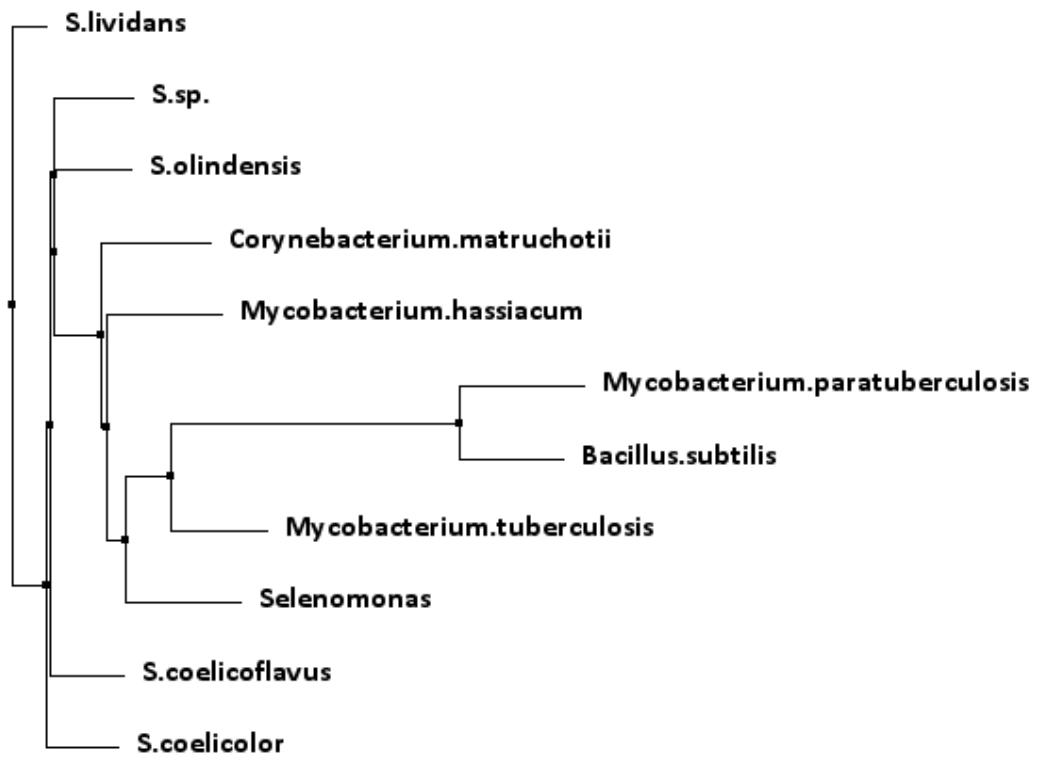 S.lividans
S.sp.
S.olindensis
Corynebacterium.matruchotii
Mycobacterium.hassiacum
Mycobacterium.paratuberculosis
Bacillus.subtilis
Mycobacterium.tuberculosis
Selenomonas
S.coelicoflavus
S.coelicolor